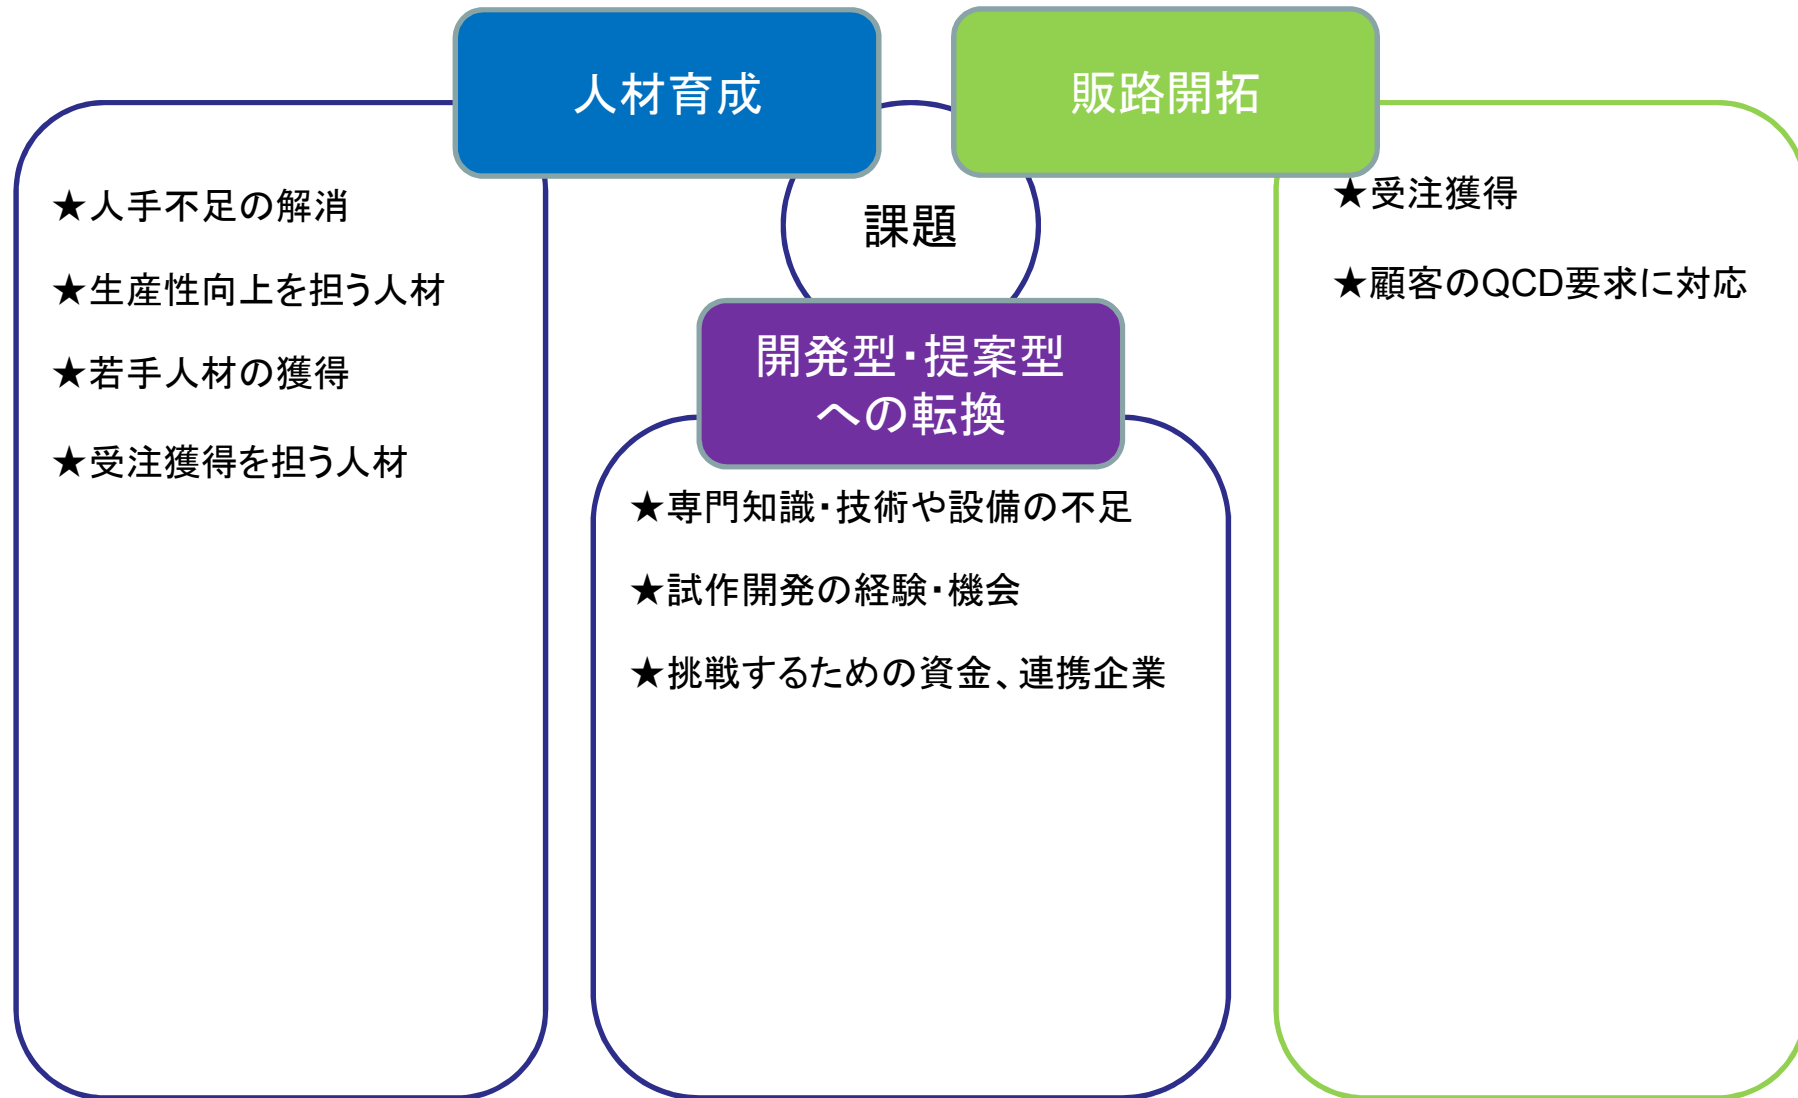 人材育成
★人手不足の解消
★生産性向上を担う人材
★若手人材の獲得
★受注獲得を担う人材
課題
開発型・提案型
への転換
★専門知識・技術や設備の不足
★試作開発の経験・機会
★挑戦するための資金、連携企業
販路開拓
★受注獲得
★顧客のQCD要求に対応